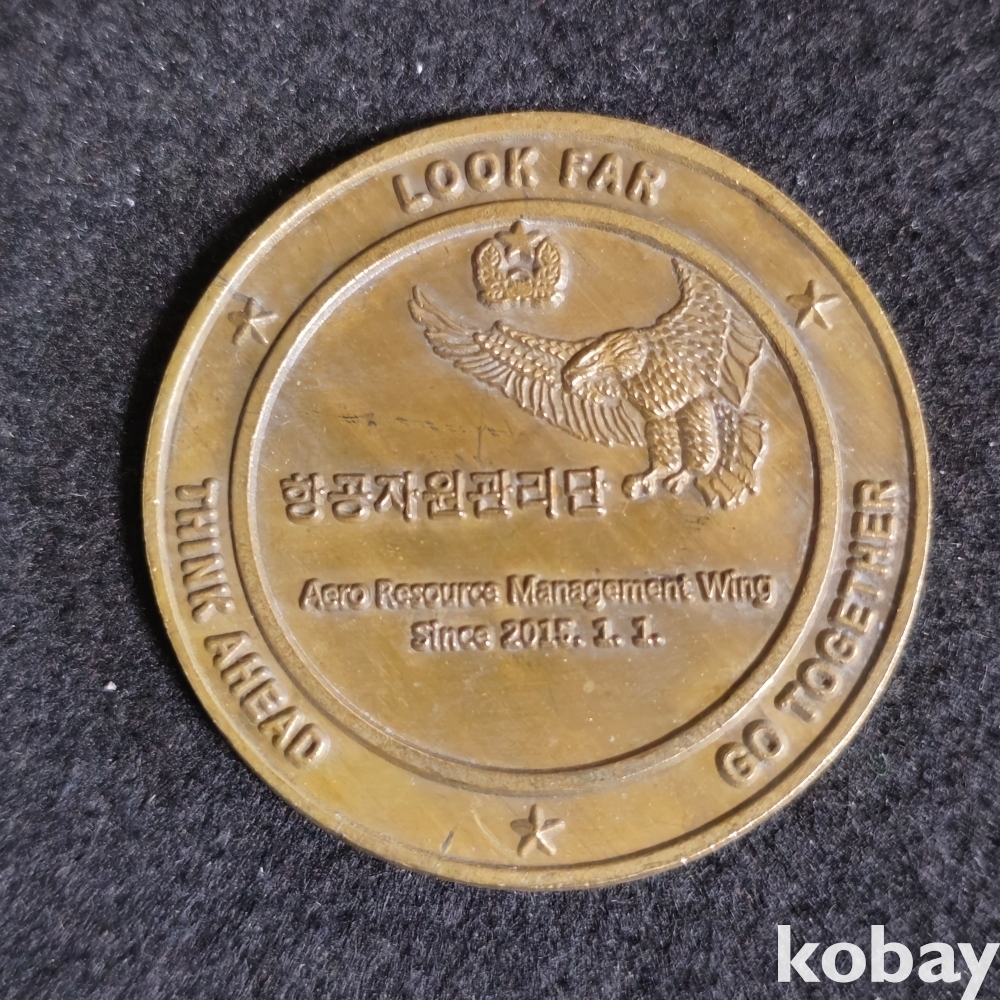 LOOK FAR
항공자원관리단
Aero Resource Management Wing
Since 2015. 1. 1.
THINK AHEAD
GO TOGETHER
kobay